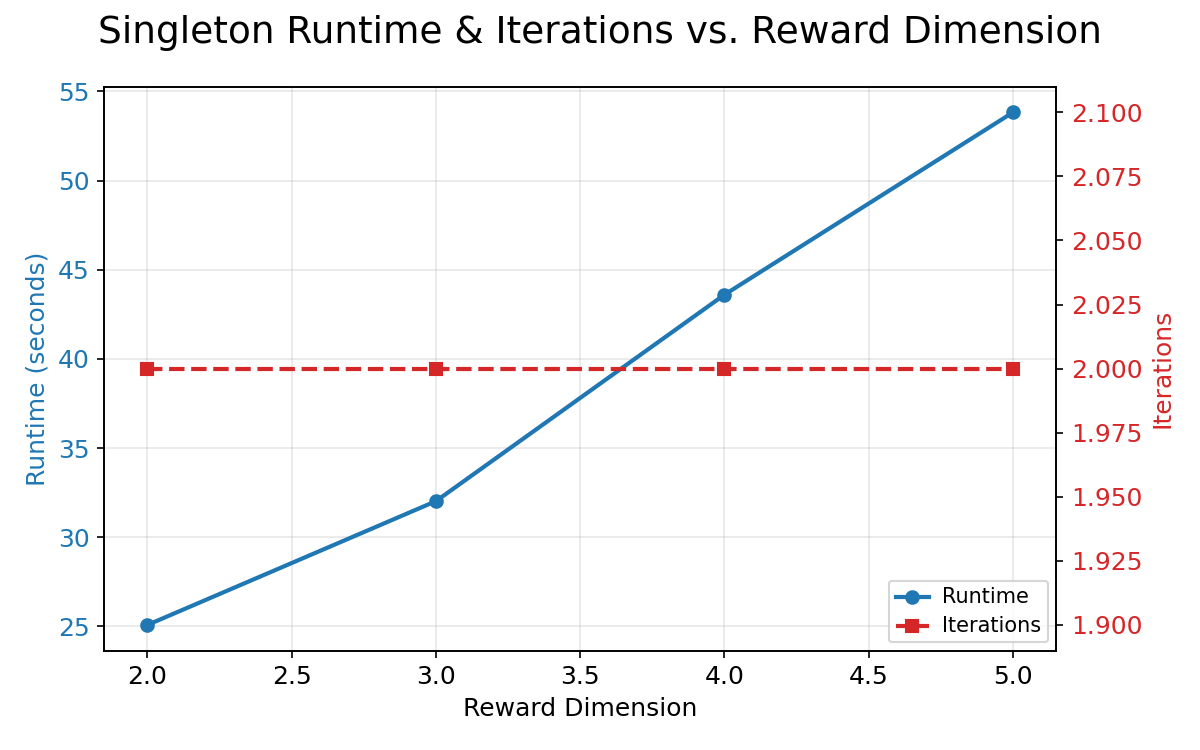 Singleton Runtime & Iterations vs. Reward Dimension
Runtime (seconds)
55
50
45
40
35
30
25
2.100
2.075
2.050
2.025
2.000
1.975
1.950
1.925
1.900
Iterations
Runtime
Iterations
2.0 2.5 3.0 3.5 4.0 4.5 5.0
Reward Dimension